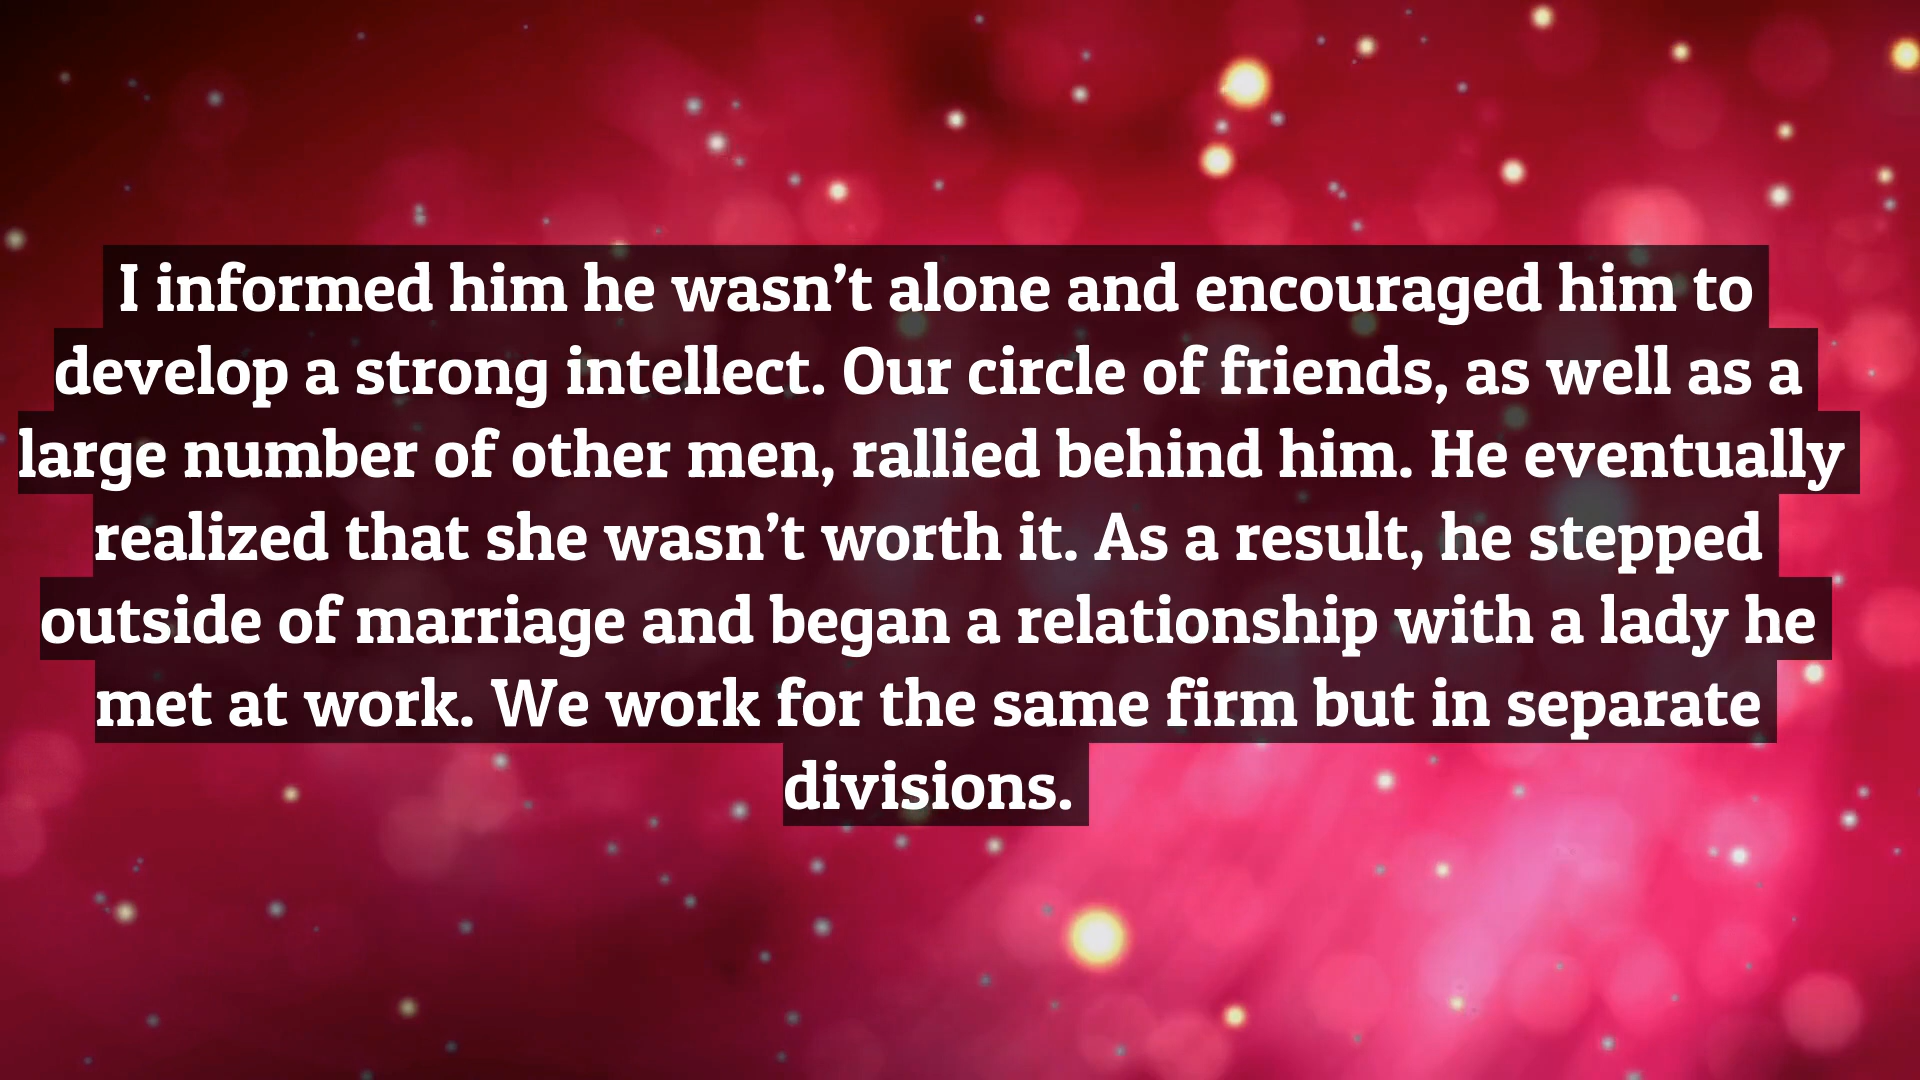 I informed him he wasn’t alone and encouraged him to
develop a strong intellect. Our circle of friends, as well as a
large number of other men, rallied behind him. He eventually
realized that she wasn’t worth it. As a result, he stepped
outside of marriage and began a relationship with a lady he
met at work. We work for the same firm but in separate
divisions.